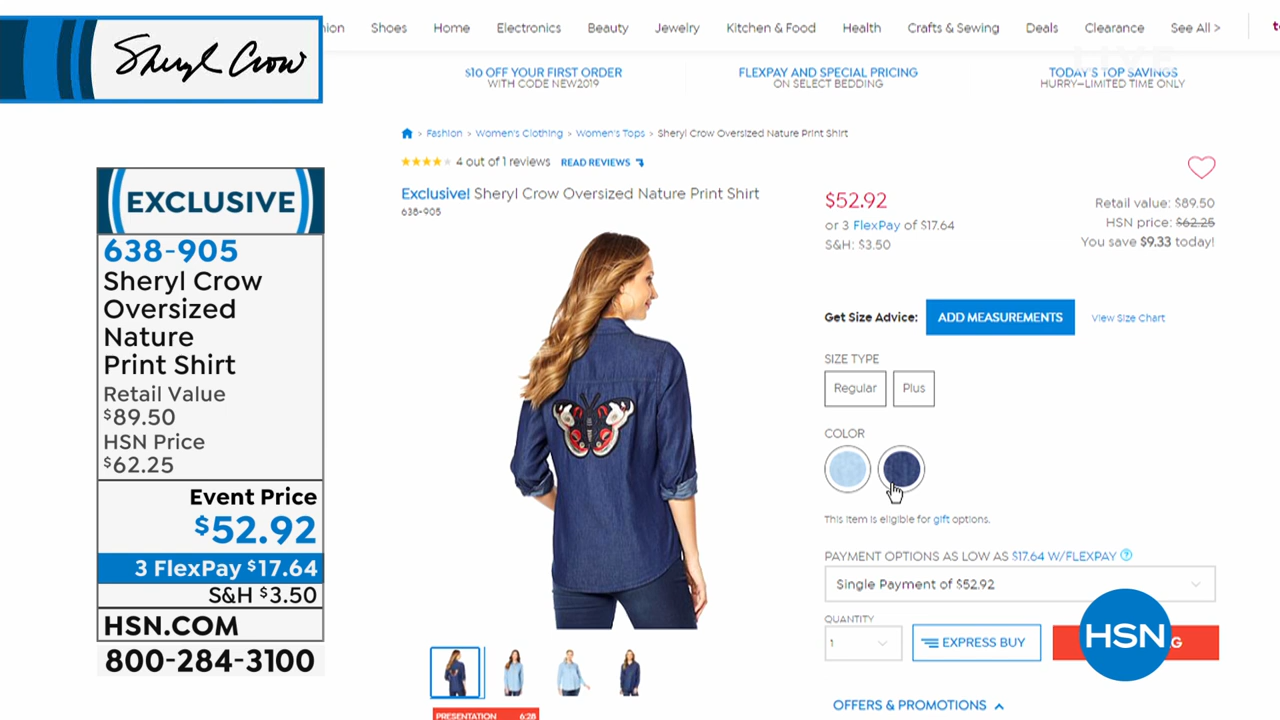 Sheryl Crow
Shoes Home Electronics Beauty Jewelry Kitchen & Food Health Crafts & Sewing Deals Clearance See All >
LIVE
$10 OFF YOUR FIRST ORDER
WITH CODE NEW2019
FLEXPAY AND SPECIAL PRICING
ON SELECT BEDDING
TODAY'S TOP SAVINGS
HURRY—LIMITED TIME ONLY
> Fashion > Women's Clothing > Women's Tops > Sheryl Crow Oversized Nature Print Shirt
4 out of 1 reviews READ REVIEWS
Exclusive! Sheryl Crow Oversized Nature Print Shirt
638-905
$52.92
or 3 FlexPay of $17.64
S&H: $3.50
Retail value: $89.50
HSN price: $62.25
You save $9.33 today!
Get Size Advice: ADD MEASUREMENTS View Size Chart
SIZE TYPE
Regular Plus
COLOR
This item is eligible for gift options.
PAYMENT OPTIONS AS LOW AS $17.64 W/FLEXPAY ?
Single Payment of $52.92
QUANTITY
1
EXPRESS BUY
HSN
G
OFFERS & PROMOTIONS
PRESENTATION 6:28
EXCLUSIVE
638-905
Sheryl Crow
Oversized
Nature
Print Shirt
Retail Value
$89.50
HSN Price
$62.25
Event Price
$52.92
3 FlexPay $17.64
S&H $3.50
HSN.COM
800-284-3100